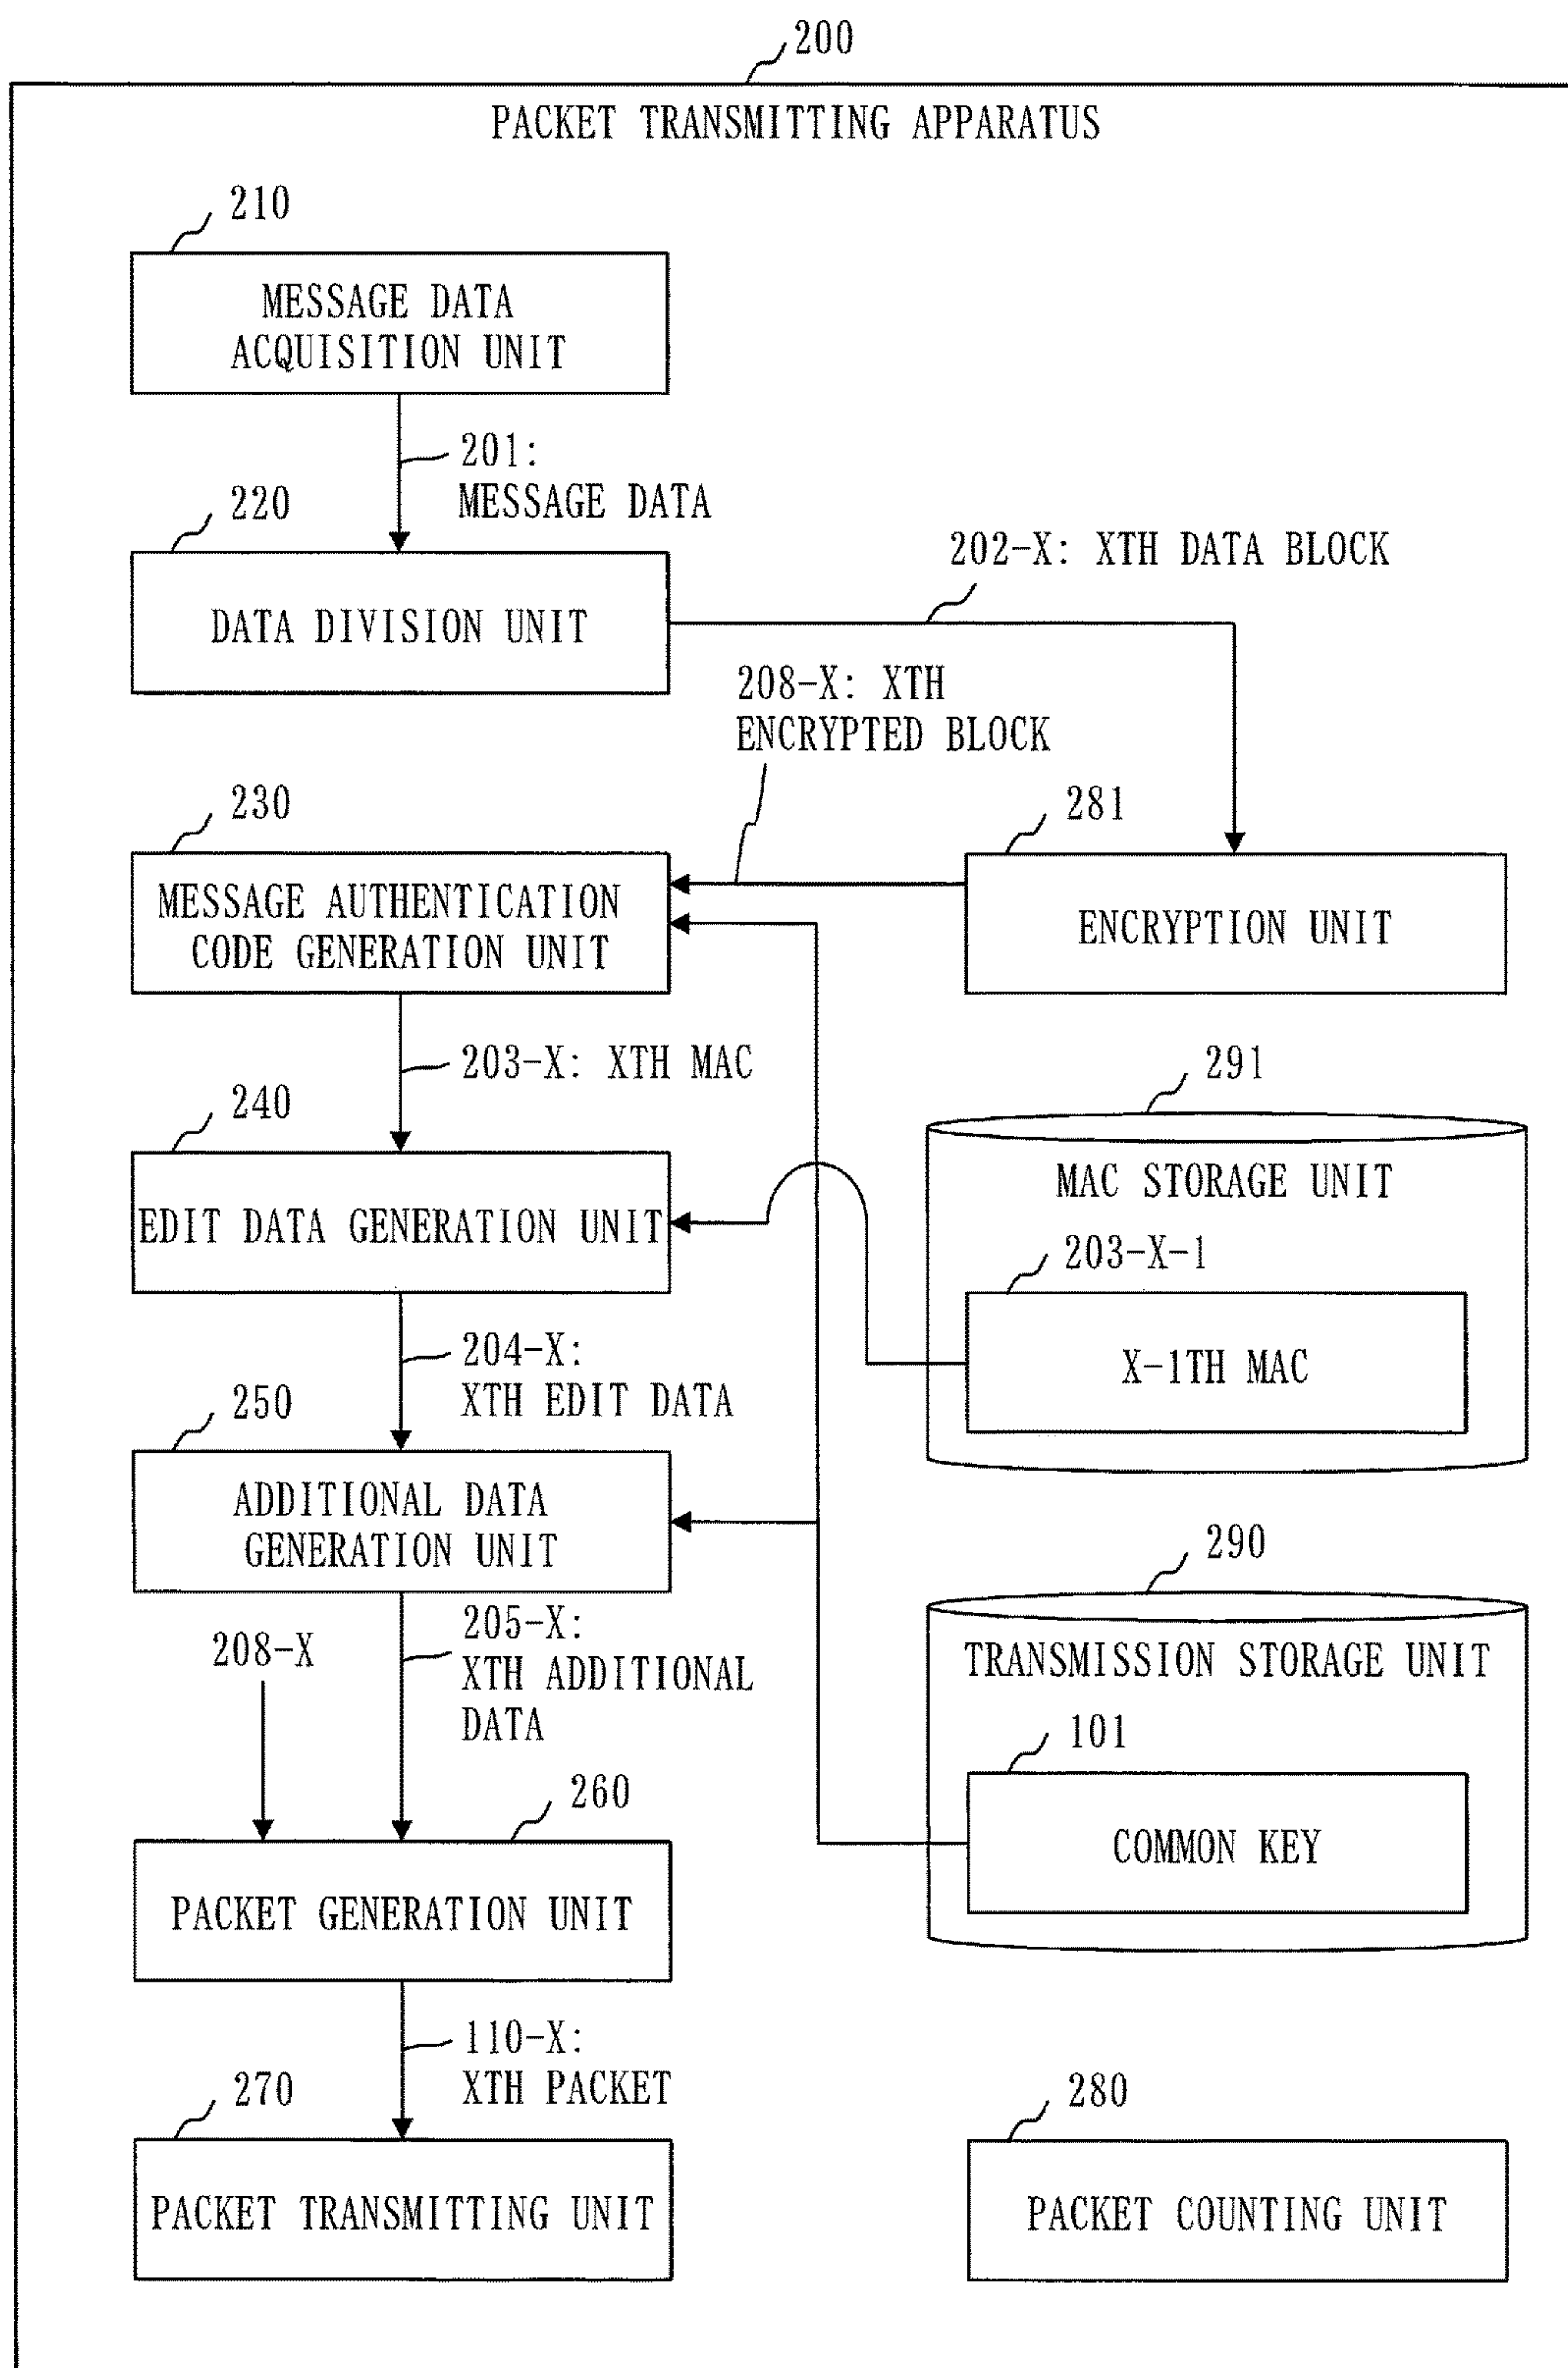 200
PACKET TRANSMITTING APPARATUS
210
MESSAGE DATA
ACQUISITION UNIT
201:
MESSAGE DATA
220
DATA DIVISION UNIT
202-X: XTH DATA BLOCK
208-X: XTH
ENCRYPTED BLOCK
230
MESSAGE AUTHENTICATION
CODE GENERATION UNIT
281
ENCRYPTION UNIT
203-X: XTH MAC
240
EDIT DATA GENERATION UNIT
291
MAC STORAGE UNIT
203-X-1
X-1TH MAC
204-X:
XTH EDIT DATA
250
ADDITIONAL DATA
GENERATION UNIT
290
TRANSMISSION STORAGE UNIT
101
COMMON KEY
208-X
205-X:
XTH ADDITIONAL
DATA
260
PACKET GENERATION UNIT
110-X:
XTH PACKET
270
PACKET TRANSMITTING UNIT
280
PACKET COUNTING UNIT